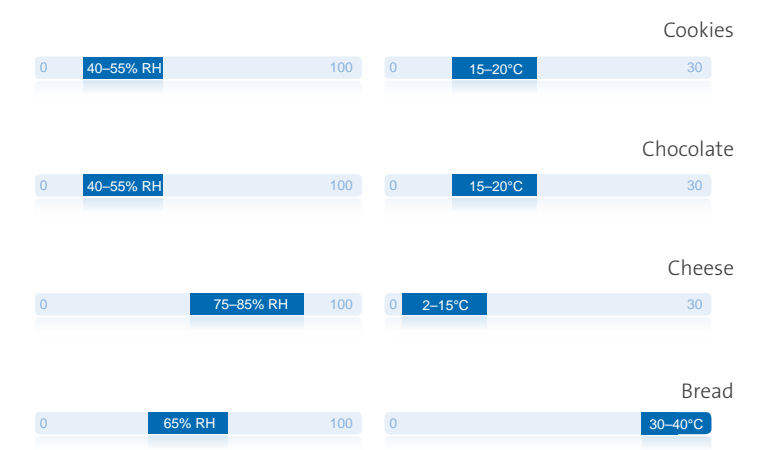 Cookies
0 40–55% RH 100 0 15–20°C 30
Chocolate
0 40–55% RH 100 0 15–20°C 30
Cheese
0 75–85% RH 100 0 2–15°C 30
Bread
0 65% RH 100 0 30–40°C